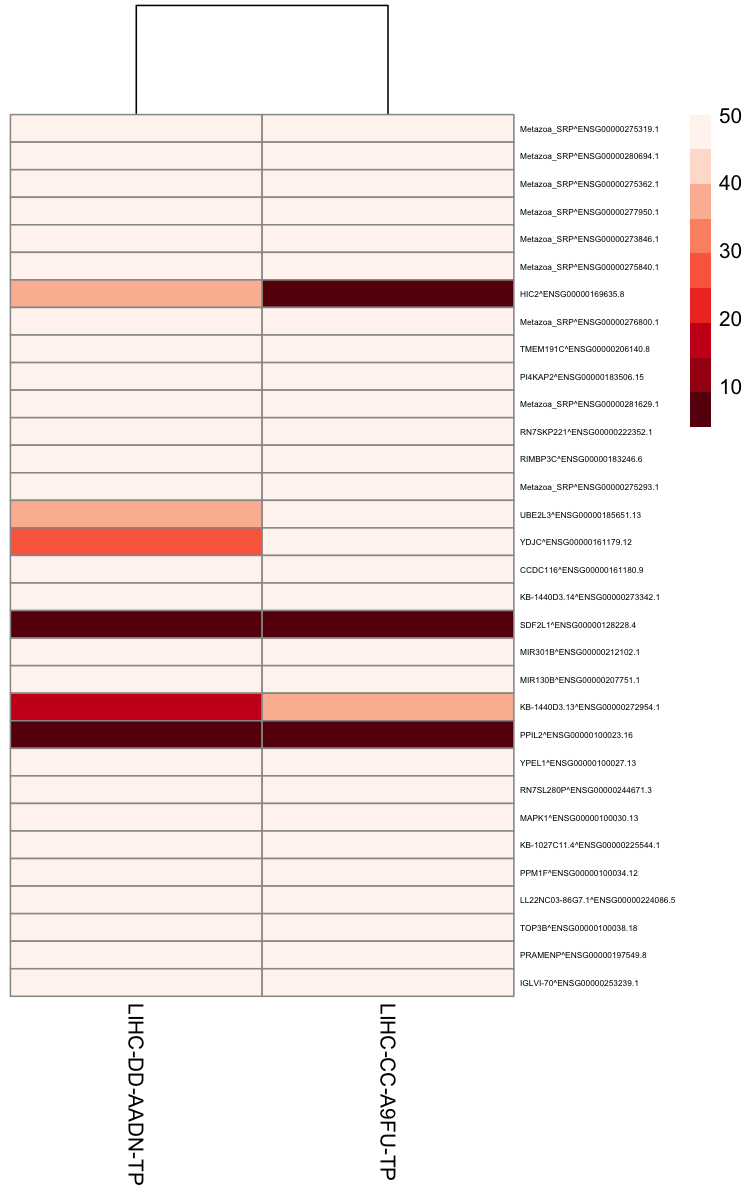 50
Metazoa_SRP^ENSG00000275319.1
Metazoa_SRP^ENSG00000280694.1
Metazoa_SRP^ENSG00000275362.1
40
Metazoa_SRP^ENSG00000277950.1
Metazoa_SRP^ENSG00000273846.1
30
Metazoa_SRP^ENSG00000275840.1
HIC2^ENSG00000169635.8
20
Metazoa_SRP^ENSG00000276800.1
TMEM191C^ENSG00000206140.8
PI4KAP2^ENSG00000183506.15
10
Metazoa_SRP^ENSG00000281629.1
RN7SKP221^ENSG00000222352.1
RIMBP3C^ENSG00000183246.6
Metazoa_SRP^ENSG00000275293.1
UBE2L3^ENSG00000185651.13
YDJC^ENSG00000161179.12
CCDC116^ENSG00000161180.9
KB-1440D3.14^ENSG00000273342.1
SDF2L1^ENSG00000128228.4
MIR301B^ENSG00000212102.1
MIR130B^ENSG00000207751.1
KB-1440D3.13^ENSG00000272954.1
PPIL2^ENSG00000100023.16
YPEL1^ENSG00000100027.13
RN7SL280P^ENSG00000244671.3
MAPK1^ENSG00000100030.13
KB-1027C11.4^ENSG00000225544.1
PPM1F^ENSG00000100034.12
LL22NC03-86G7.1^ENSG00000224086.5
TOP3B^ENSG00000100038.18
PRAMENP^ENSG00000197549.8
IGLVI-70^ENSG00000253239.1
LIHC-DD-AADN-TP
LIHC-CC-A9FU-TP